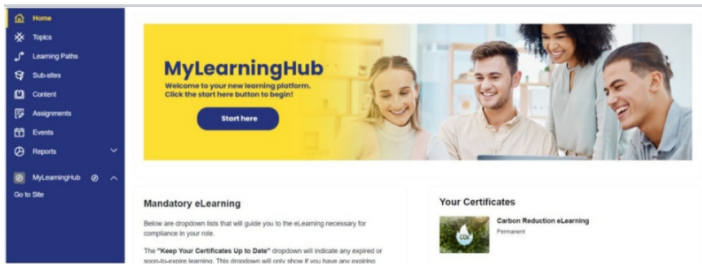 Home
Topics
Learning Paths
Sub-sites
Content
Assignments
Events
Reports
MyLearningHub
Go to Site
MyLearningHub
Welcome to your new learning platform.
Click the start here button to begin!
Start here
Mandatory eLearning
Below are dropdown lists that will guide you to the eLearning necessary for
compliance in your role.
The "Keep Your Certificates Up to Date" dropdown will indicate any expired or
soon-to-expire learning. This dropdown will only show if you have any expiring
Your Certificates
Carbon Reduction eLearning
Permanent